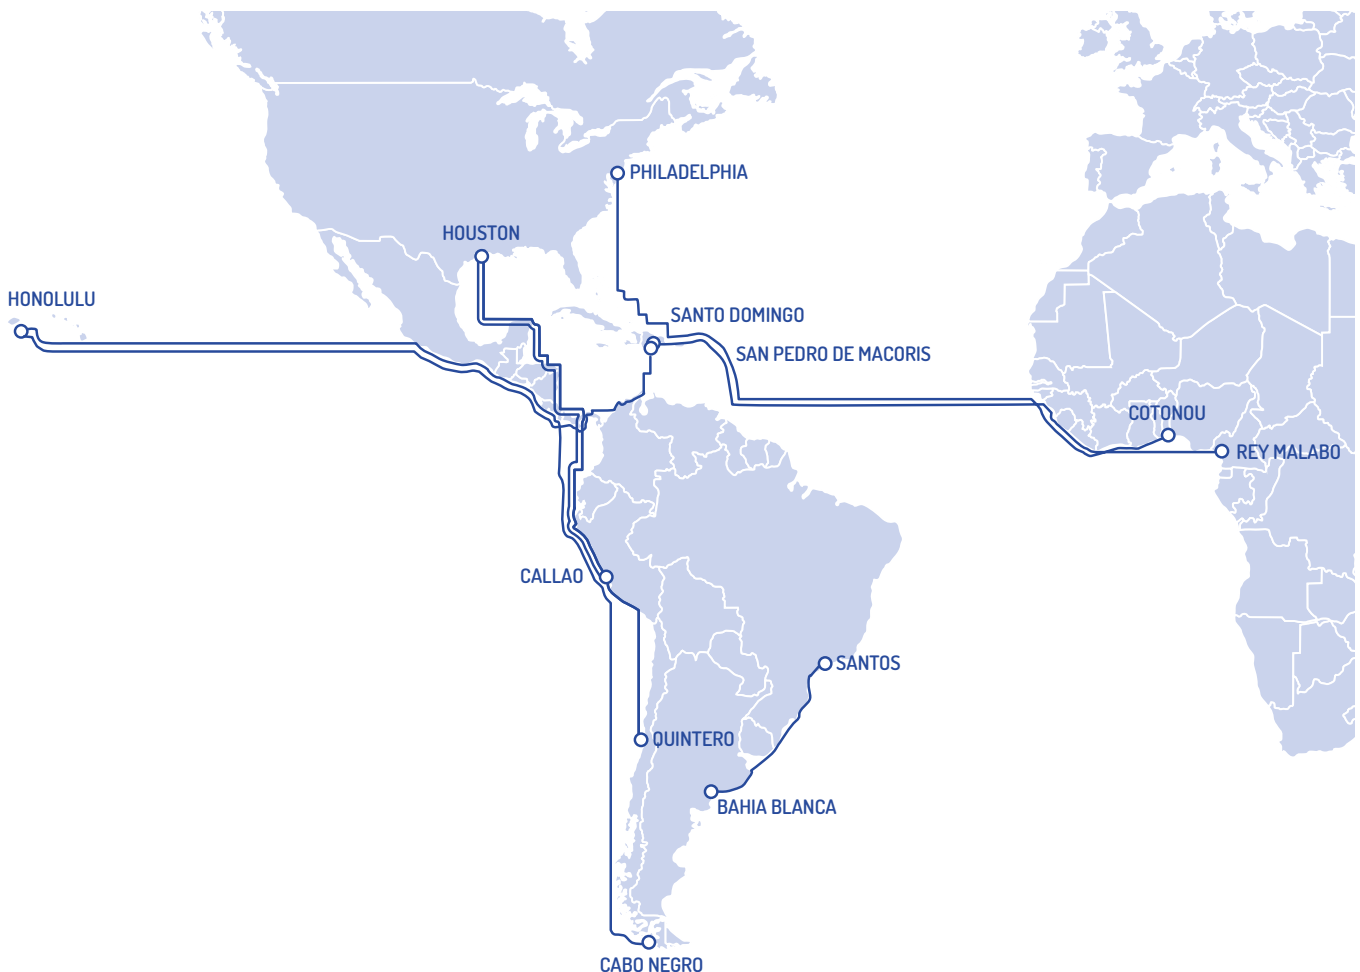 PHILADELPHIA
HOUSTON
HONOLULU
SANTO DOMINGO
SAN PEDRO DE MACORIS
COTONOU
REY MALABO
CALLAO
SANTOS
QUINTERO
BAHIA BLANCA
CABO NEGRO